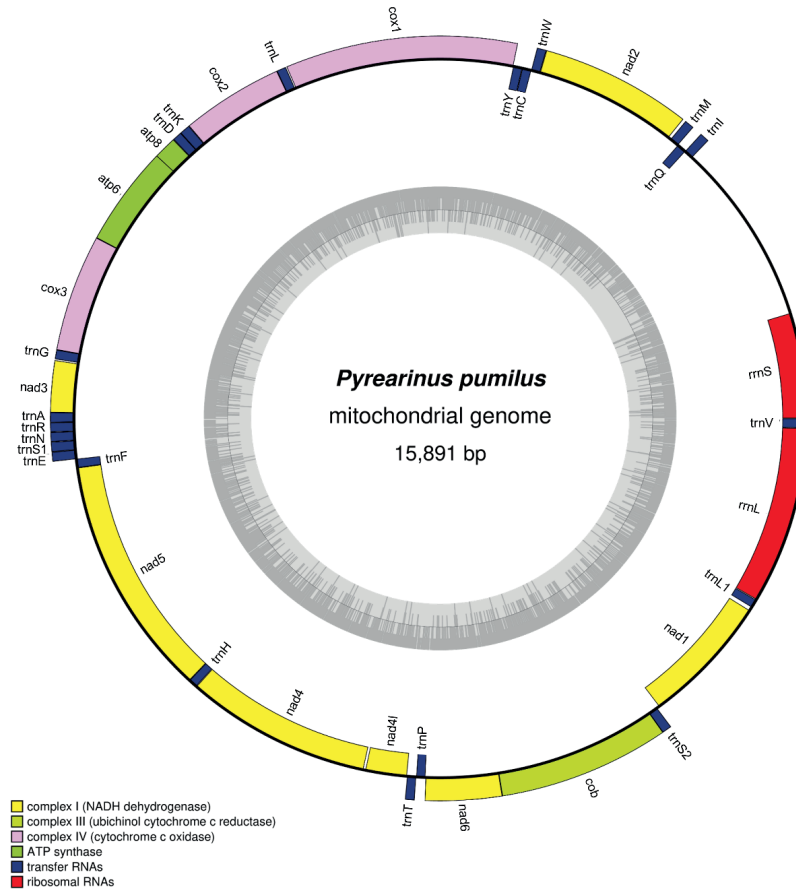 Pyrearinus pumilus
mitochondrial genome
15,891 bp
cox1
trnW
nad2
trnM
trnI
trnQ
trnY
trnC
trnL
cox2
trnK
trnD
atp8
atp6
cox3
trnG
nad3
trnA
trnR
trnN
trnS1
trnE
trnF
nad5
trnH
nad4
nad4l
trnP
trnT
nad6
cob
trnS2
nad1
trnL1
rrnL
trnV
rrnS
complex I (NADH dehydrogenase)
complex III (ubichinol cytochrome c reductase)
complex IV (cytochrome c oxidase)
ATP synthase
transfer RNAs
ribosomal RNAs